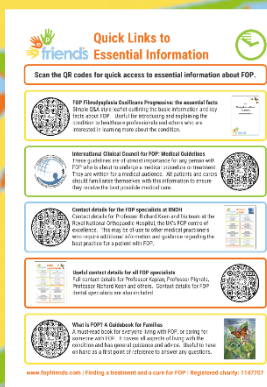 friends
Quick Links to
Essential Information
Scan the QR codes for quick access to essential information about FOP.
FOP Fibrodysplasia Ossificans Progressiva: the essential facts
Simple Q&A style leaflet outlining the basic information and key
facts about FOP. Useful for introducing and explaining the
condition to healthcare professionals and others who are
interested in learning more about the condition.
International Clinical Council for FOP: Medical Guidelines
These guidelines are of utmost importance for any person with
FOP who is about to undergo a medical procedure or treatment.
They are written for a medical audience. All patients and carers
should familiarise themselves with this information to ensure
they receive the best possible medical care.
Contact details for the FOP specialists at RNOH
Contact details for Professor Richard Keen and his team at the
Royal National Orthopaedic Hospital, the UK's FOP centre of
excellence. This may be of use to other medical practitioners
who require additional information and guidance regarding the
best practice for a patient with FOP.
Useful contact details for all FOP specialists
Full contact details for Professor Kaplan, Professor Pignolo,
Professor Richard Keen and others. Contact details for FOP
dental specialists are also included.
What is FOP? A Guidebook for Families
A must-read book for everyone living with FOP, or caring for
someone with FOP. It covers all aspects of living with the
condition and has general guidance and advice. Useful to have
on hand as a first point of reference to answer any questions.
www.fopfriends.com | Finding a treatment and a cure for FOP | Registered charity: 1147707